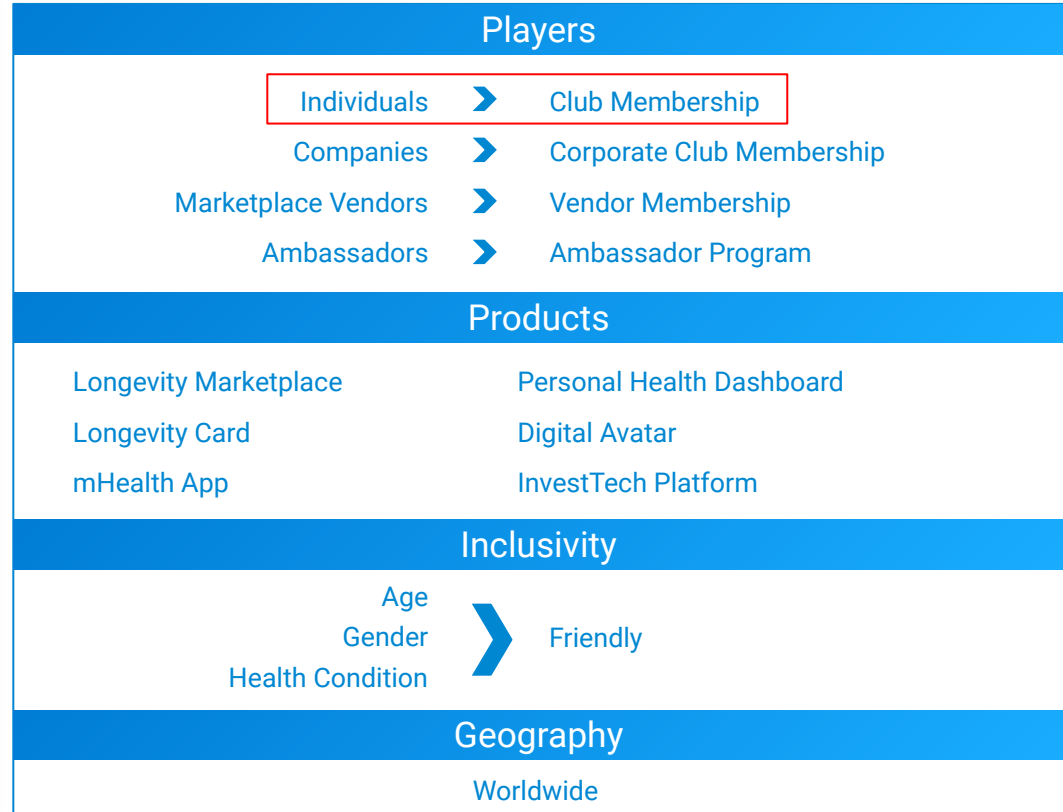 Players
Individuals Club Membership
Companies Corporate Club Membership
Marketplace Vendors Vendor Membership
Ambassadors Ambassador Program
Products
Longevity Marketplace Personal Health Dashboard
Longevity Card Digital Avatar
mHealth App InvestTech Platform
Inclusivity
Age
Gender Friendly
Health Condition
Geography
Worldwide